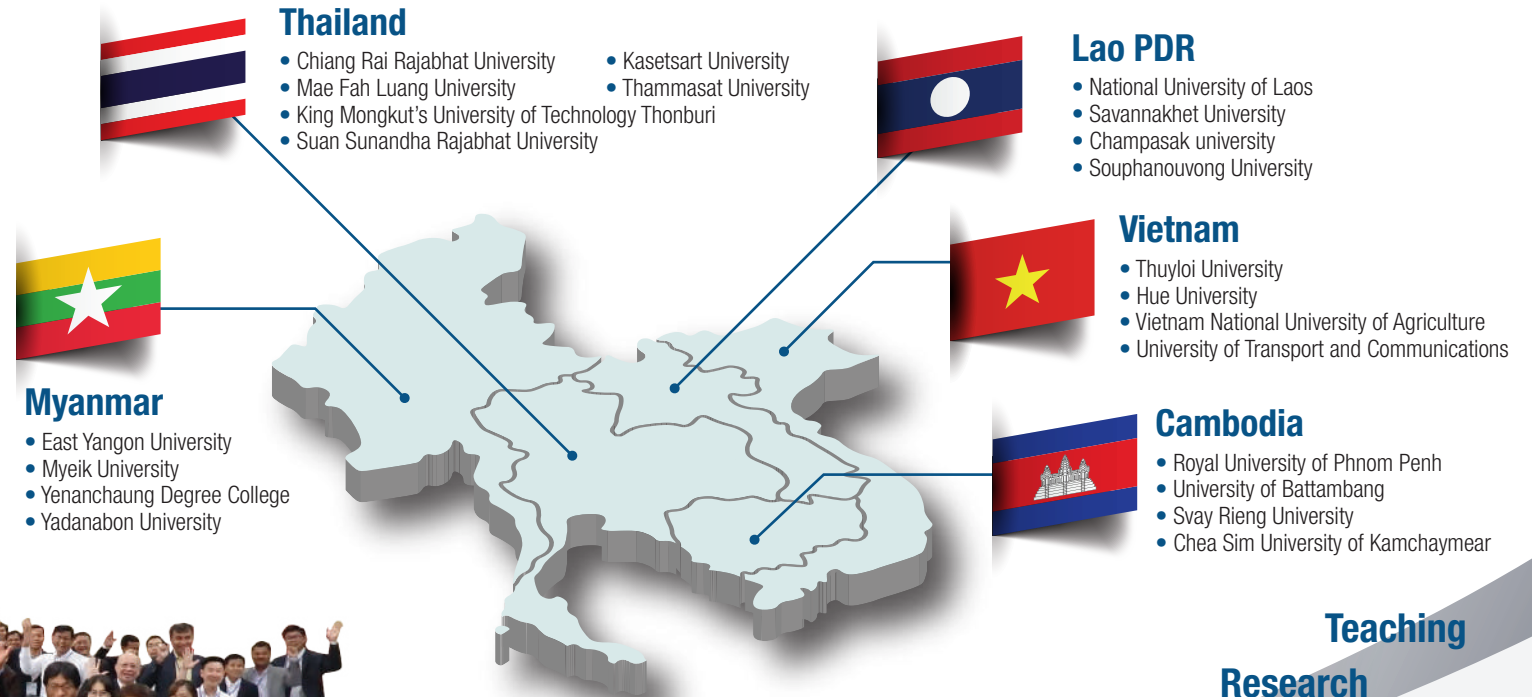 Thailand
• Chiang Rai Rajabhat University
• Mae Fah Luang University
• King Mongkut's University of Technology Thonburi
• Suan Sunandha Rajabhat University
• Kasetsart University
• Thammasat University
Lao PDR
• National University of Laos
• Savannakhet University
• Champasak university
• Souphanouvong University
Vietnam
• Thuyloi University
• Hue University
• Vietnam National University of Agriculture
• University of Transport and Communications
Myanmar
• East Yangon University
• Myeik University
• Yenanchaung Degree College
• Yadanabon University
Cambodia
• Royal University of Phnom Penh
• University of Battambang
• Svay Rieng University
• Chea Sim University of Kamchaymear
Teaching
Research